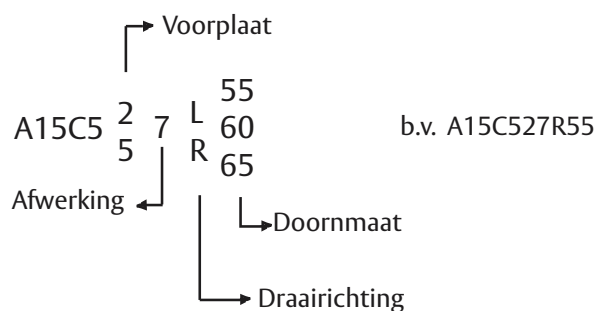 Voorplaat
55
2 L
A15C5 7 60 b.v. A15C527R55
5 R
65
Afwerking
Doornmaat
Draairichting